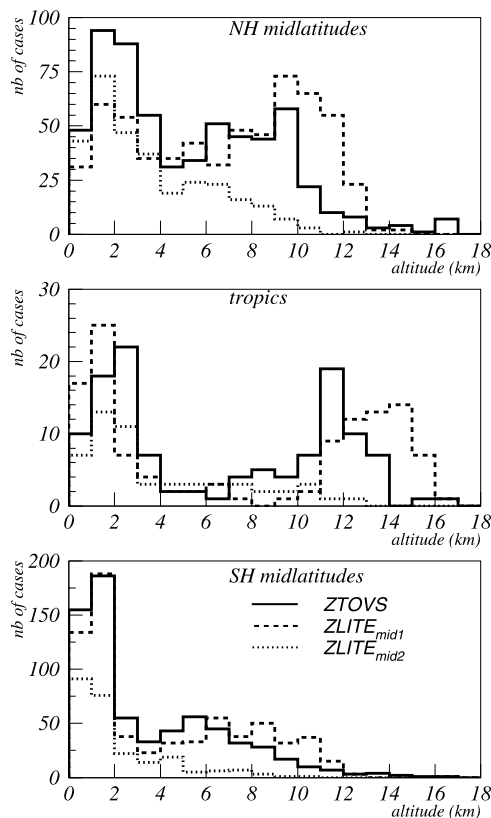 NH midlatitudes
nb of cases
100
75
50
25
0
0 2 4 6 8 10 12 14 16 18
altitude (km)
tropics
nb of cases
30
20
10
0
0 2 4 6 8 10 12 14 16 18
altitude (km)
SH midlatitudes
nb of cases
200
150
100
50
0
ZTOVS
ZLITEmid1
ZLITEmid2
0 2 4 6 8 10 12 14 16 18
altitude (km)